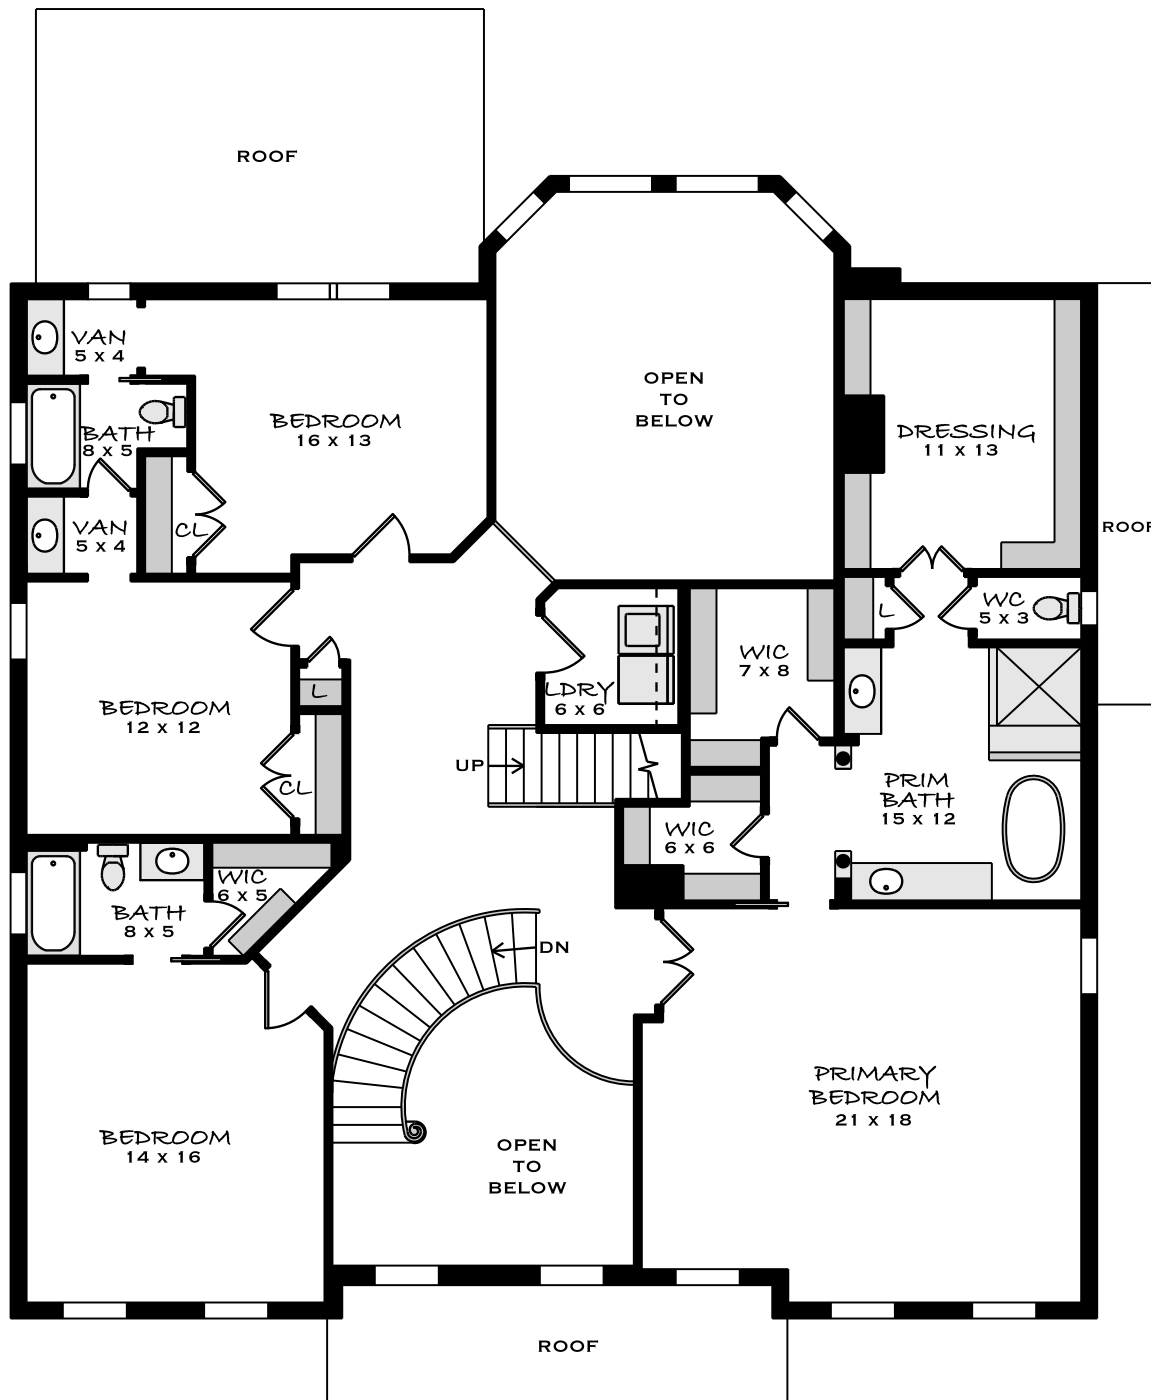 ROOF
VAN
5 x 4
BATH
8 x 5
BEDROOM
16 x 13
VAN
5 x 4
CL
OPEN
TO
BELOW
DRESSING
11 x 13
ROOF
L
WC
5 x 3
BEDROOM
12 x 12
L
CL
LDRY
6 x 6
WIC
7 x 8
UP
WIC
6 x 6
PRIM
BATH
15 x 12
WIC
6 x 5
BATH
8 x 5
DN
BEDROOM
14 x 16
OPEN
TO
BELOW
PRIMARY
BEDROOM
21 x 18
ROOF